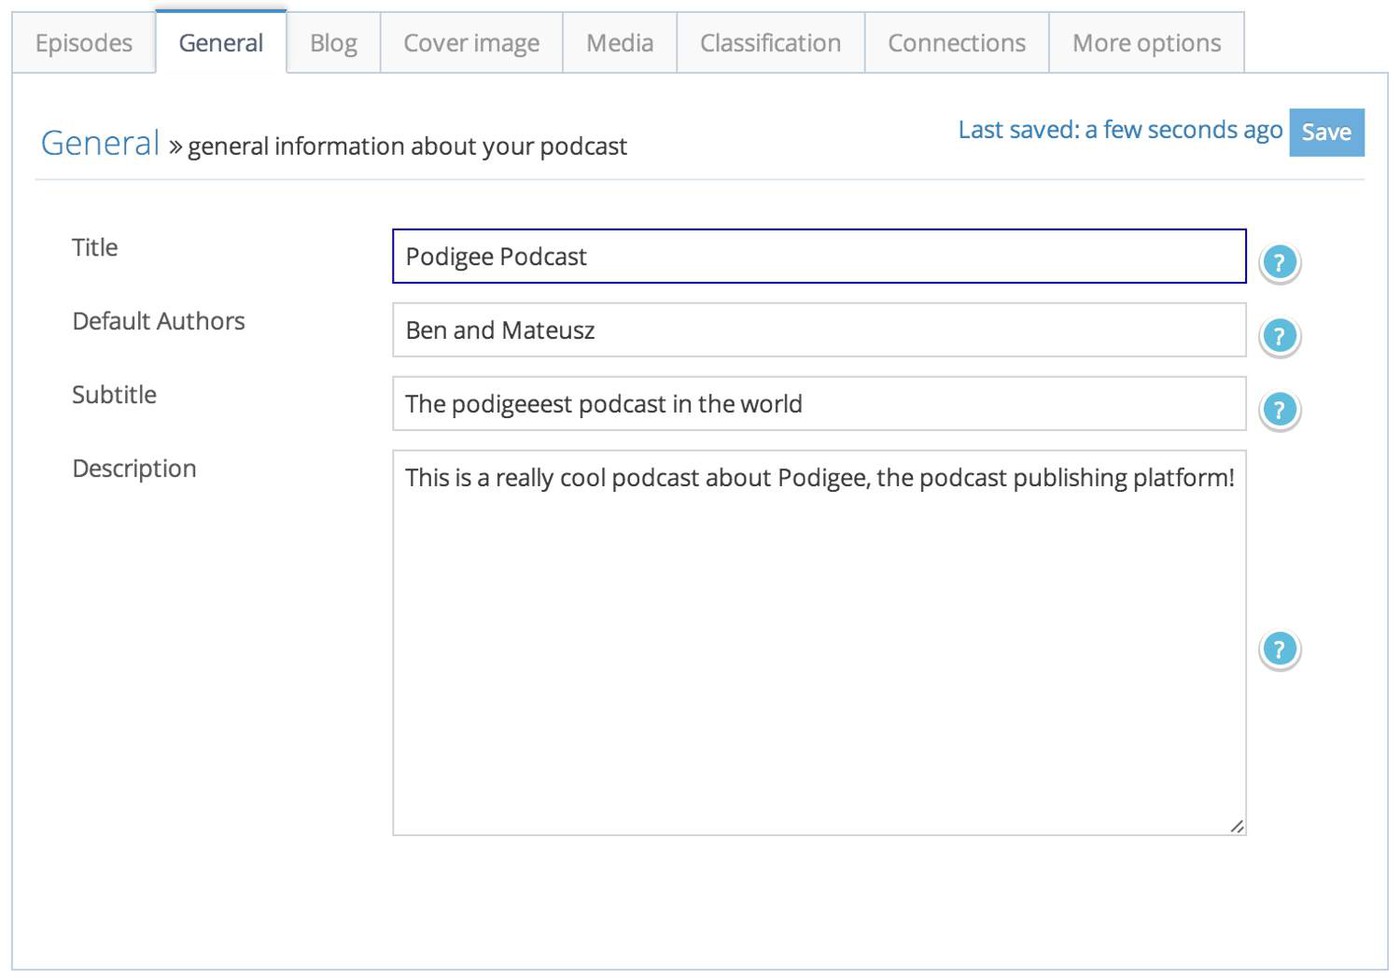 Episodes General Blog Cover image Media Classification Connections More options
General » general information about your podcast Last saved: a few seconds ago Save
Title Podigee Podcast ?
Default Authors Ben and Mateusz ?
Subtitle The podigeeest podcast in the world ?
Description This is a really cool podcast about Podigee, the podcast publishing platform!
?